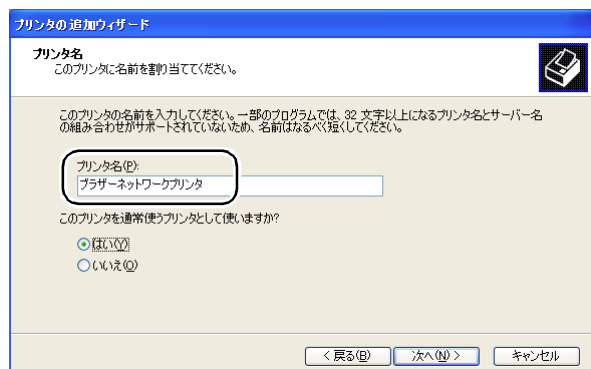 プリンタの追加ウィザード
プリンタ名
このプリンタに名前を割り当ててください。
このプリンタの名前を入力してください。一部のプログラムでは、32 文字以上になるプリンタ名とサーバー名
の組み合わせがサポートされていないため、名前はなるべく短くしてください。
プリンタ名(P):
ブラザーネットワークプリンタ
このプリンタを通常使うプリンタとして使いますか?
はい(Y)
いいえ(O)
< 戻る(B)
次へ(N) >
キャンセル